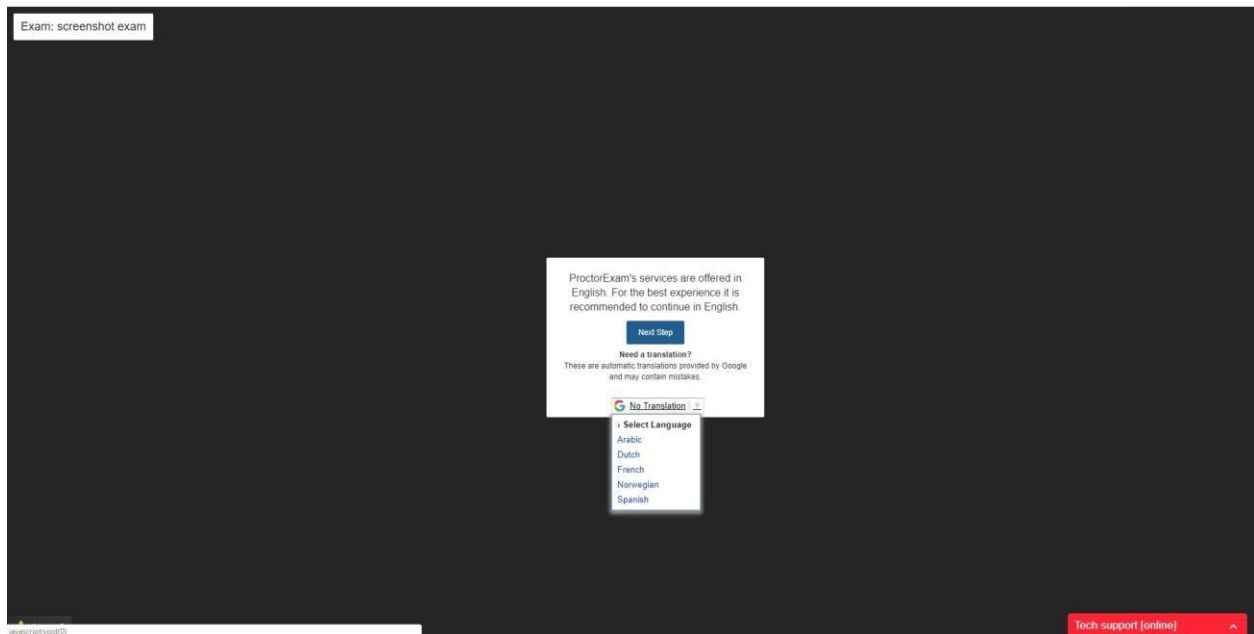 Exam: screenshot exam
ProctorExam's services are offered in
English. For the best experience it is
recommended to continue in English.
Next Step
Need a translation?
These are automatic translations provided by Google
and may contain mistakes.
No Translation
› Select Language
Arabic
Dutch
French
Norwegian
Spanish
javascript:void(0)
Tech support [online]